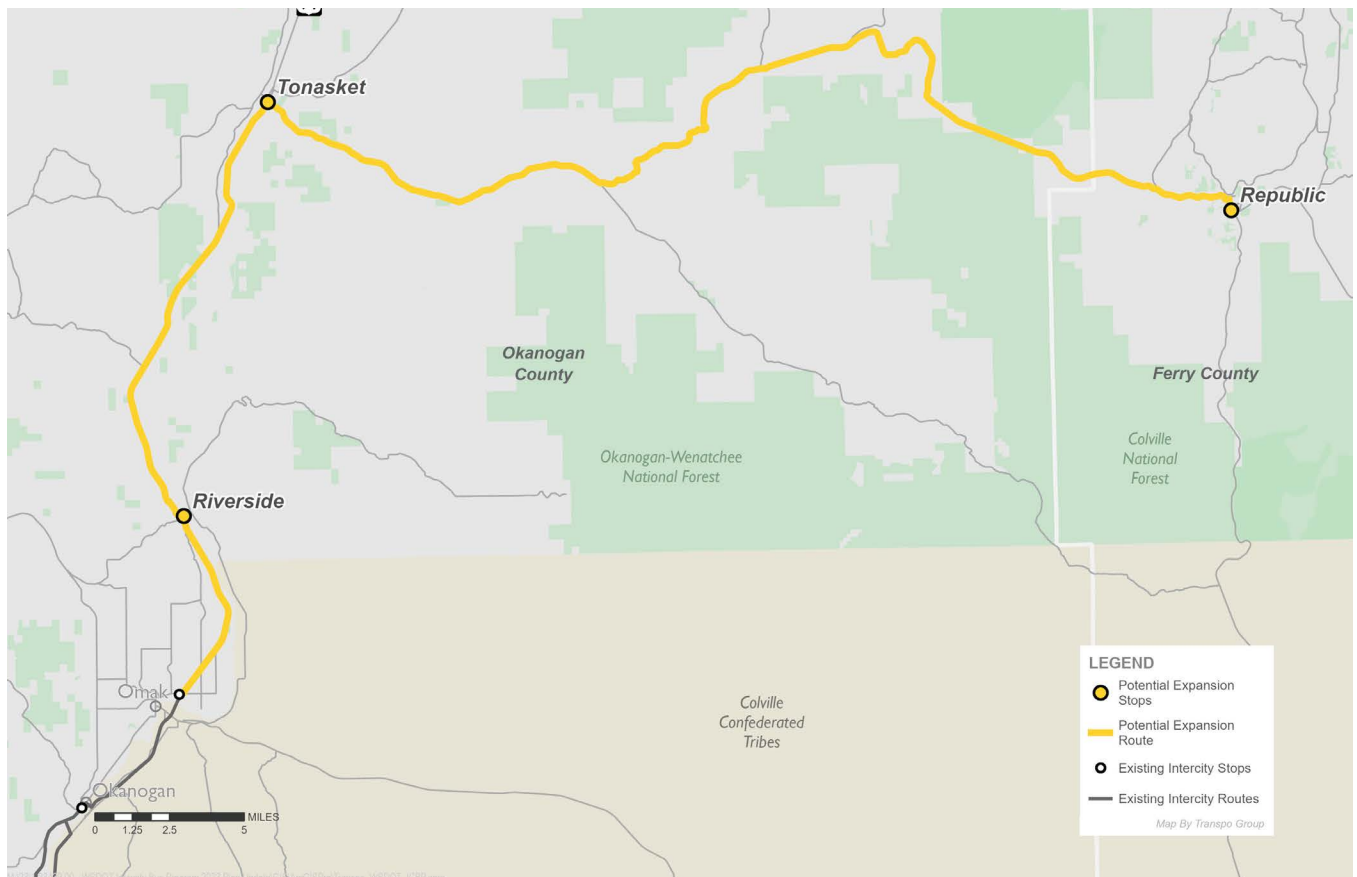 Tonasket
Republic
Okanogan
County
Ferry County
Okanogan-Wenatchee
National Forest
Colville
National
Forest
Riverside
Omak
Colville
Confederated
Tribes
Okanogan
MILES
0 1.25 2.5 5
LEGEND
Potential Expansion
Stops
Potential Expansion
Route
Existing Intercity Stops
Existing Intercity Routes
Map By Transpo Group